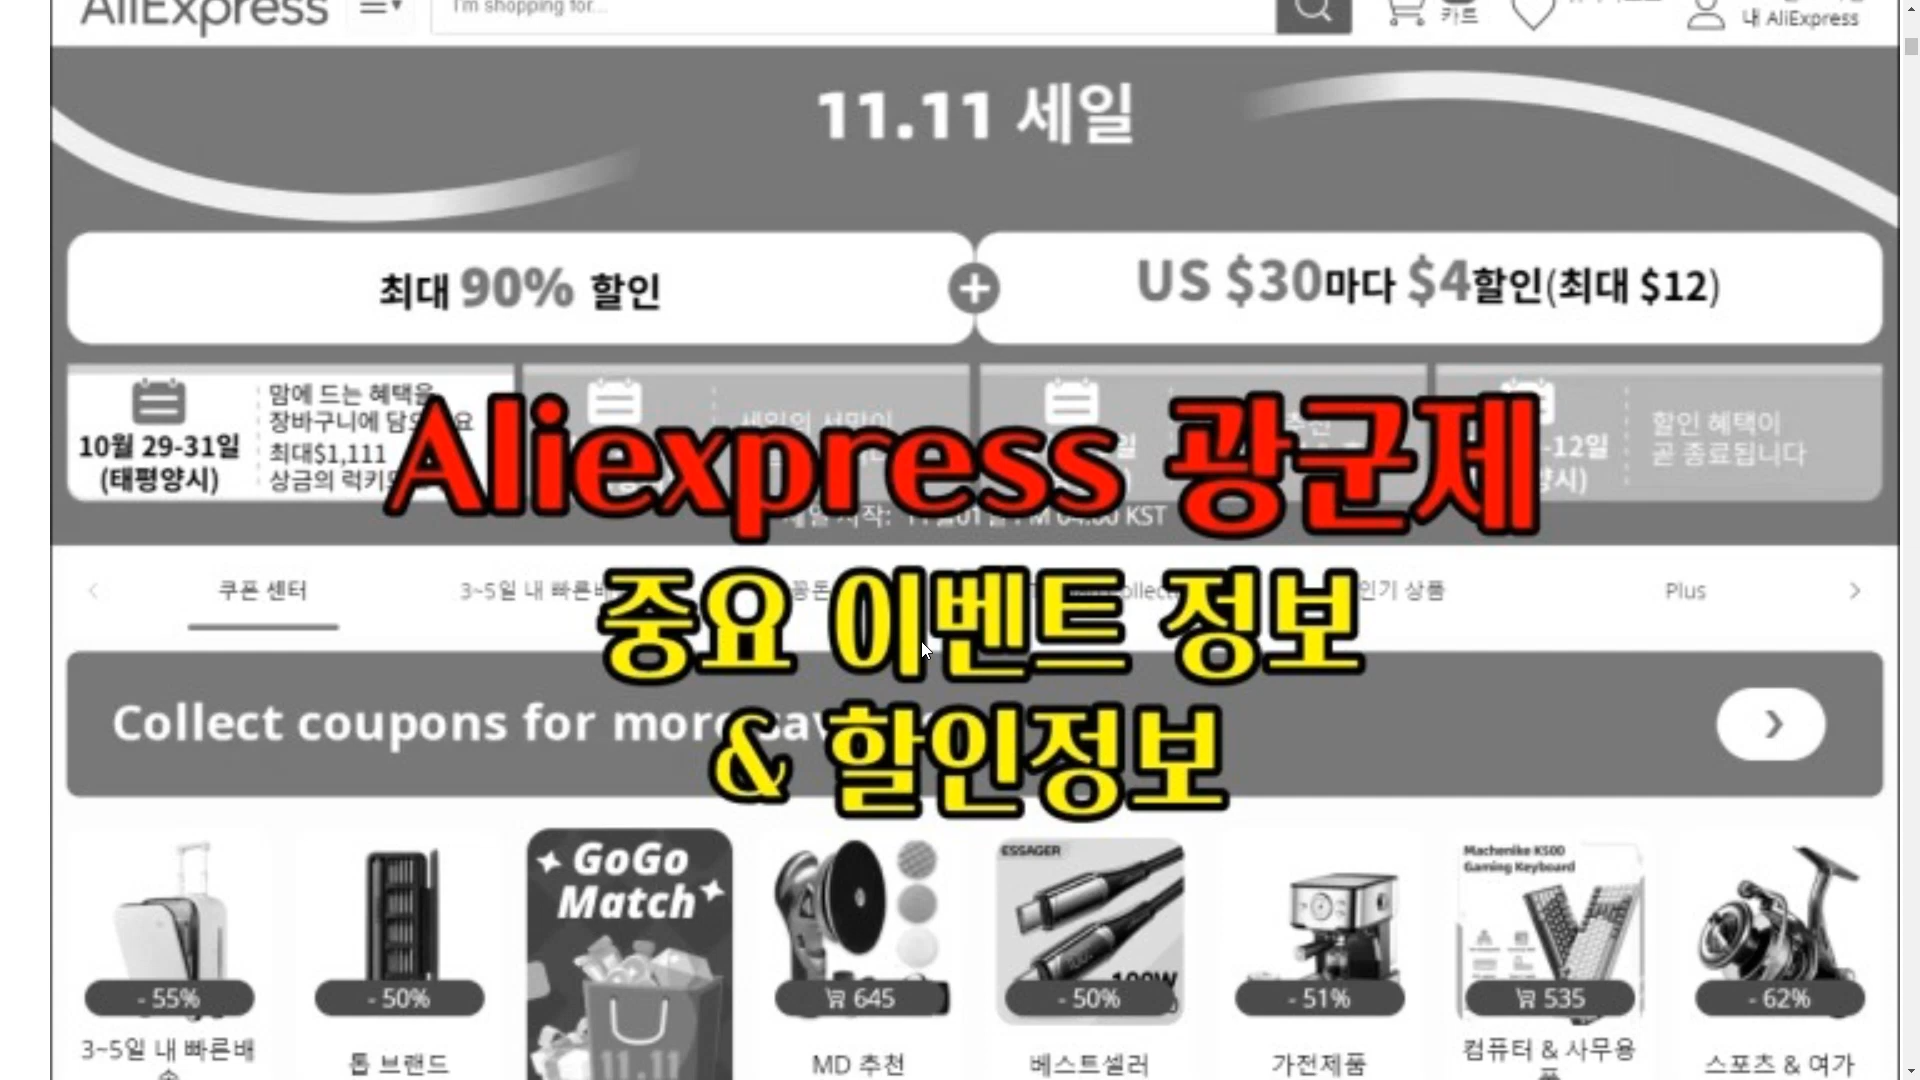 AliExpress
I'm shopping for...
카트
내 AliExpress
11.11 세일
최대 90% 할인
US $30마다 $4할인(최대 $12)
10월 29-31일
(태평양시)
맘에 드는 혜택을
장바구니에
최대$1,111
상금의
할인 혜택이
곧 종료됩니다
-12일
Aliexpress 광군제
KST
쿠폰 센터
3~5일 내
인기 상품
Plus
중요 이벤트 정보
Collect coupons for more
& 할인정보
GoGo
Match
11.11
ESSAGER
100W
Machenike K500
Gaming Keyboard
- 55%
- 50%
645
- 50%
- 51%
535
- 62%
3~5일 내 빠른배
톱 브랜드
MD 추천
베스트셀러
가전제품
컴퓨터 & 사무용
스포츠 & 여가